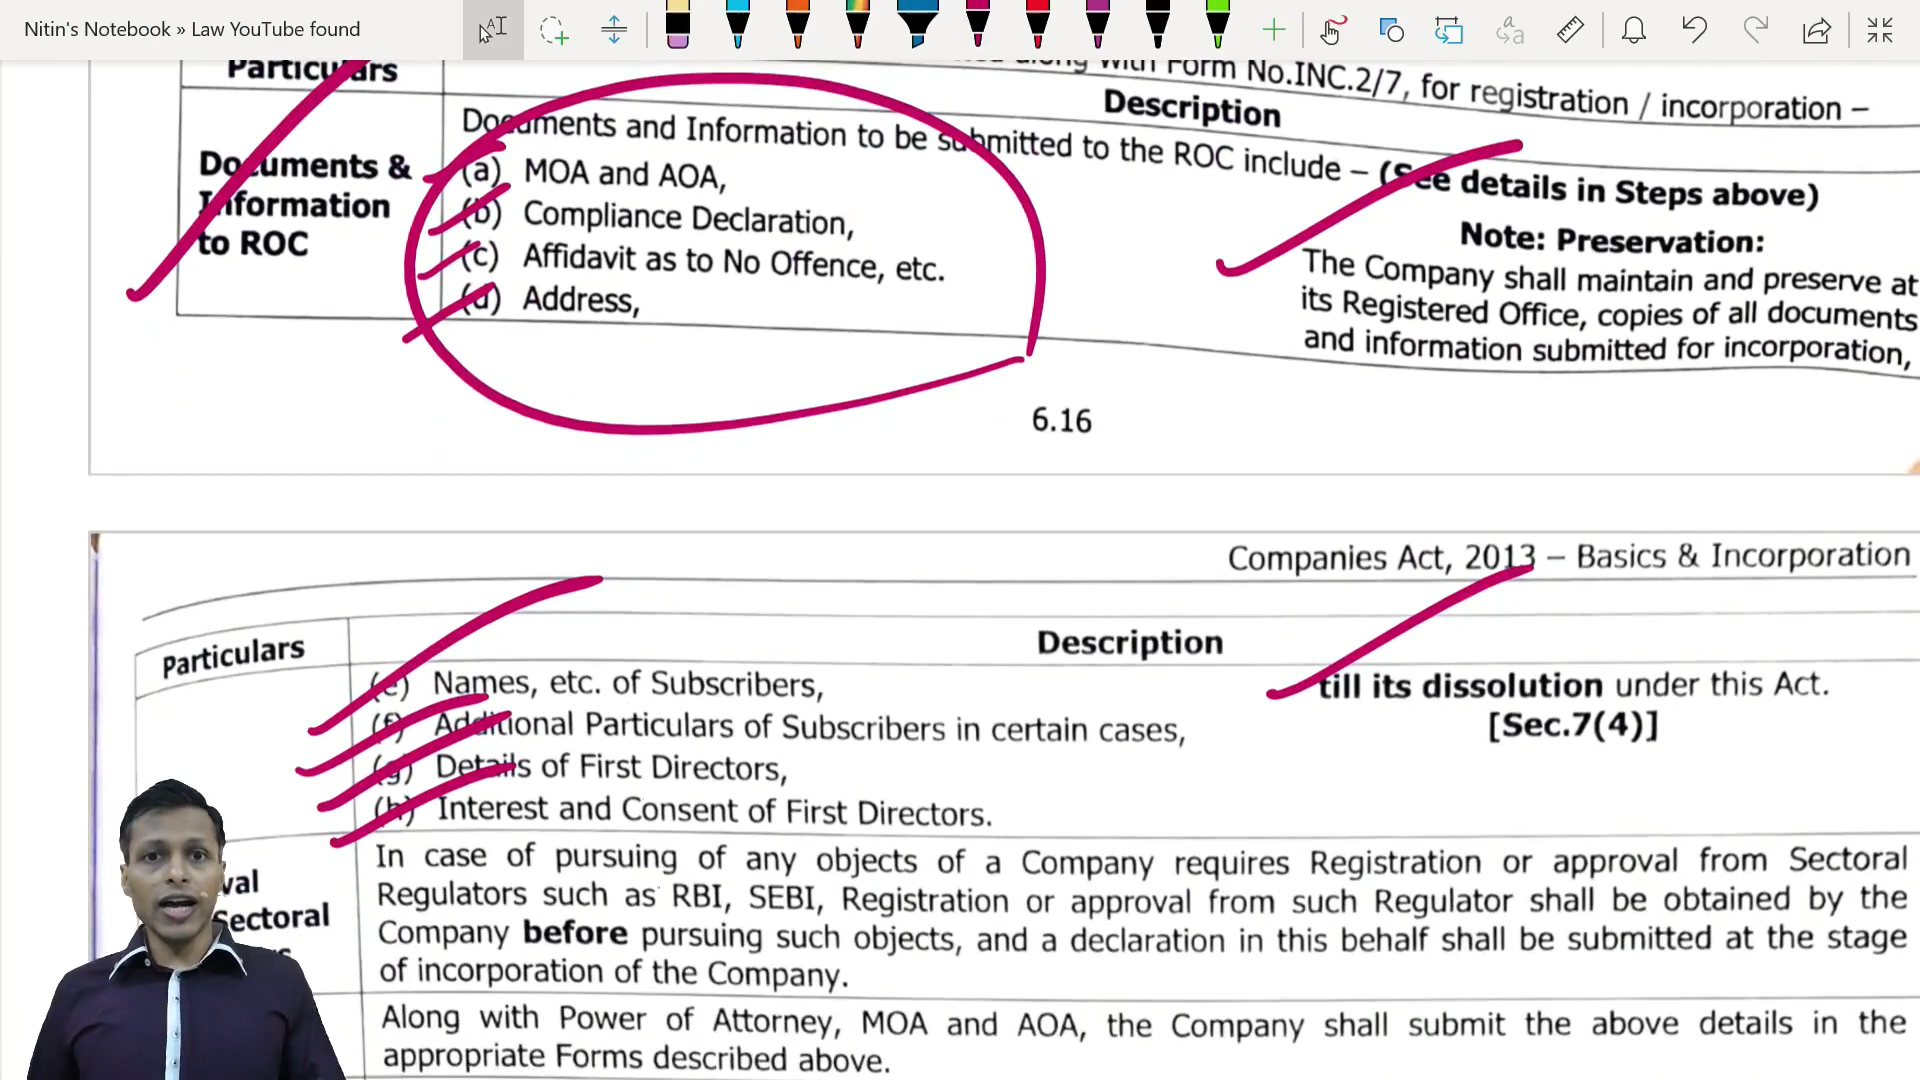 Nitin's Notebook » Law YouTube found
Form No.INC.2/7, for registration / incorporation –
Particulars
Description
Documents & Information to ROC
Documents and Information to be submitted to the ROC include – (See details in Steps above)
(a) MOA and AOA,
(b) Compliance Declaration,
(c) Affidavit as to No Offence, etc.
(d) Address,
Note: Preservation:
The Company shall maintain and preserve at
its Registered Office, copies of all documents
and information submitted for incorporation,
6.16
Companies Act, 2013 – Basics & Incorporation
Particulars
Description
(e) Names, etc. of Subscribers,
(f) Additional Particulars of Subscribers in certain cases,
(g) Details of First Directors,
(h) Interest and Consent of First Directors.
till its dissolution under this Act.
[Sec.7(4)]
Sectoral
In case of pursuing of any objects of a Company requires Registration or approval from Sectoral
Regulators such as RBI, SEBI, Registration or approval from such Regulator shall be obtained by the
Company before pursuing such objects, and a declaration in this behalf shall be submitted at the stage
of incorporation of the Company.
Along with Power of Attorney, MOA and AOA, the Company shall submit the above details in the
appropriate Forms described above.